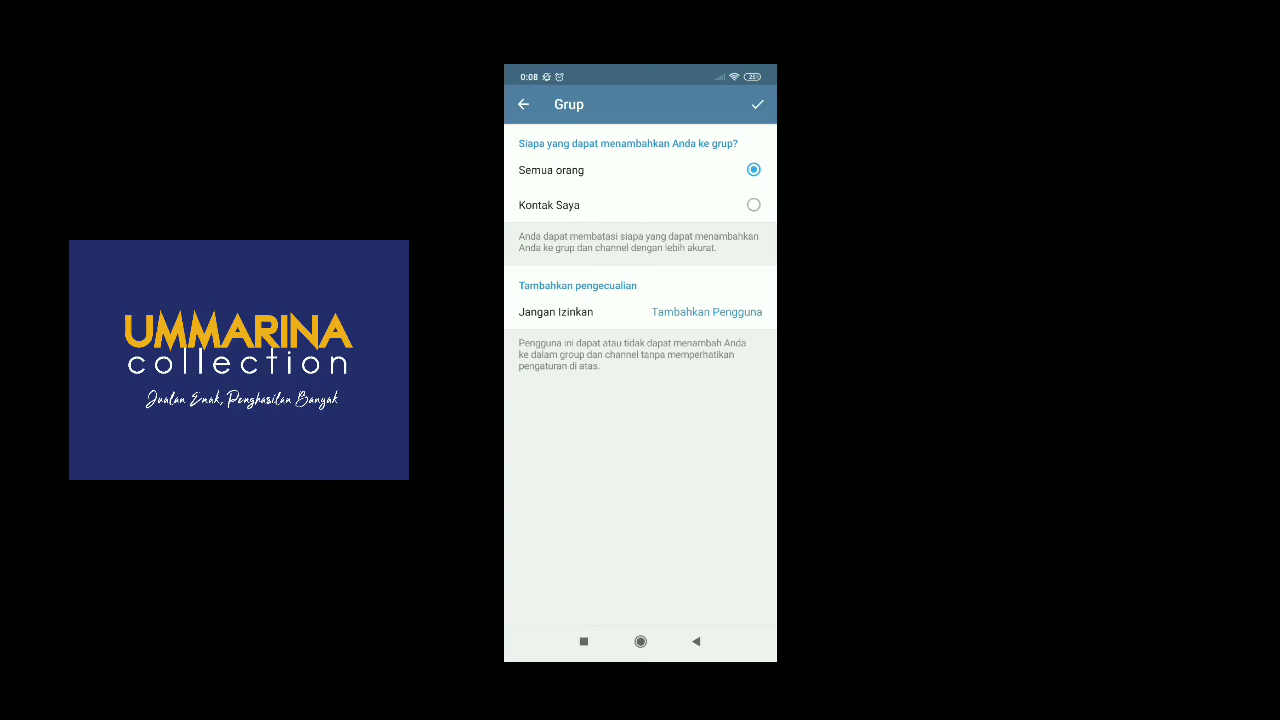 UMMARINA
collection
Jualan Enak, Penghasilan Banyak
0:08
25
Grup
Siapa yang dapat menambahkan Anda ke grup?
Semua orang
Kontak Saya
Anda dapat membatasi siapa yang dapat menambahkan
Anda ke grup dan channel dengan lebih akurat.
Tambahkan pengecualian
Jangan Izinkan Tambahkan Pengguna
Pengguna ini dapat atau tidak dapat menambah Anda
ke dalam group dan channel tanpa memperhatikan
pengaturan di atas.